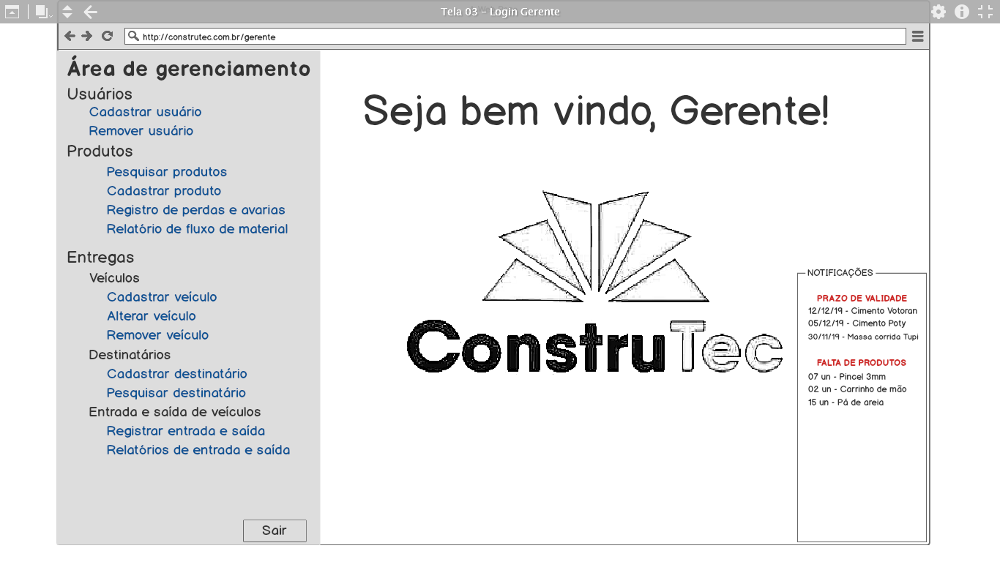 Tela 03 - Login Gerente
http://construtec.com.br/gerente
Área de gerenciamento
Usuários
Cadastrar usuário
Remover usuário
Produtos
Pesquisar produtos
Cadastrar produto
Registro de perdas e avarias
Relatório de fluxo de material
Entregas
Veículos
Cadastrar veículo
Alterar veículo
Remover veículo
Destinatários
Cadastrar destinatário
Pesquisar destinatário
Entrada e saída de veículos
Registrar entrada e saída
Relatórios de entrada e saída
Sair
Seja bem vindo, Gerente!
ConstruTec
NOTIFICAÇÕES
PRAZO DE VALIDADE
12/12/19 - Cimento Votoran
05/12/19 - Cimento Poty
30/11/19 - Massa corrida Tupi
FALTA DE PRODUTOS
07 un - Pincel 3mm
02 un - Carrinho de mão
15 un - Pá de areia